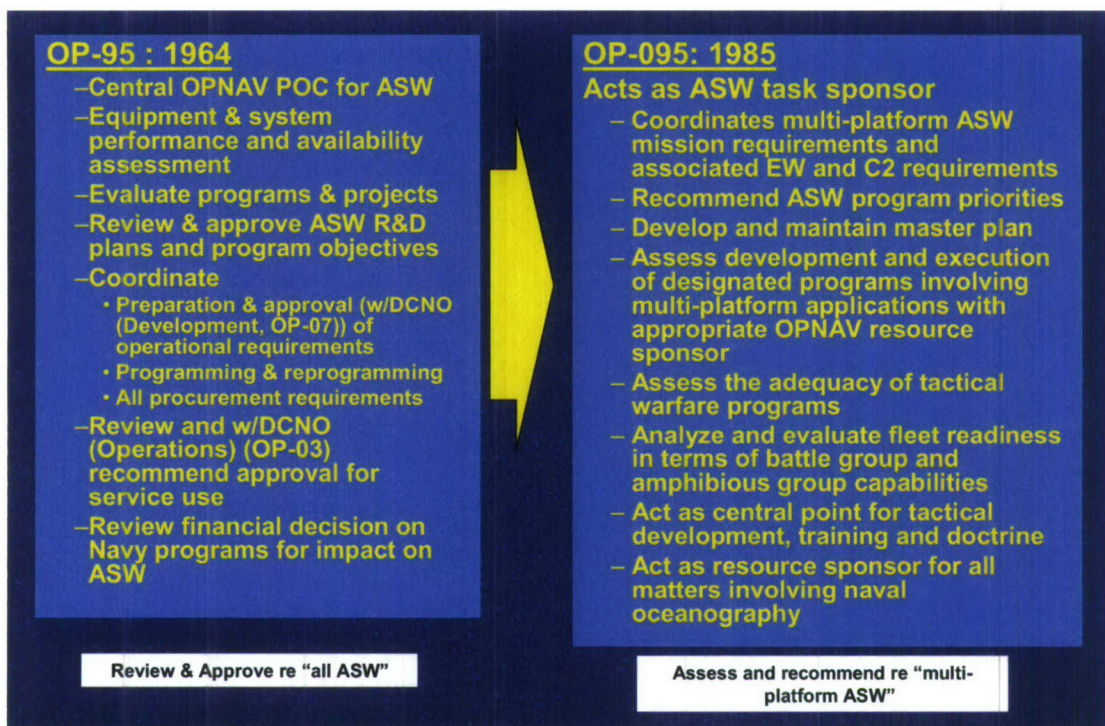 OP-95 : 1964
–Central OPNAV POC for ASW
–Equipment & system
performance and availability
assessment
–Evaluate programs & projects
–Review & approve ASW R&D
plans and program objectives
–Coordinate
• Preparation & approval (w/DCNO
(Development, OP-07)) of
operational requirements
• Programming & reprogramming
• All procurement requirements
–Review and w/DCNO
(Operations) (OP-03)
recommend approval for
service use
–Review financial decision on
Navy programs for impact on
ASW
Review & Approve re “all ASW”
OP-095: 1985
Acts as ASW task sponsor
– Coordinates multi-platform ASW
mission requirements and
associated EW and C2 requirements
– Recommend ASW program priorities
– Develop and maintain master plan
– Assess development and execution
of designated programs involving
multi-platform applications with
appropriate OPNAV resource
sponsor
– Assess the adequacy of tactical
warfare programs
– Analyze and evaluate fleet readiness
in terms of battle group and
amphibious group capabilities
– Act as central point for tactical
development, training and doctrine
– Act as resource sponsor for all
matters involving naval
oceanography
Assess and recommend re “multi-
platform ASW”